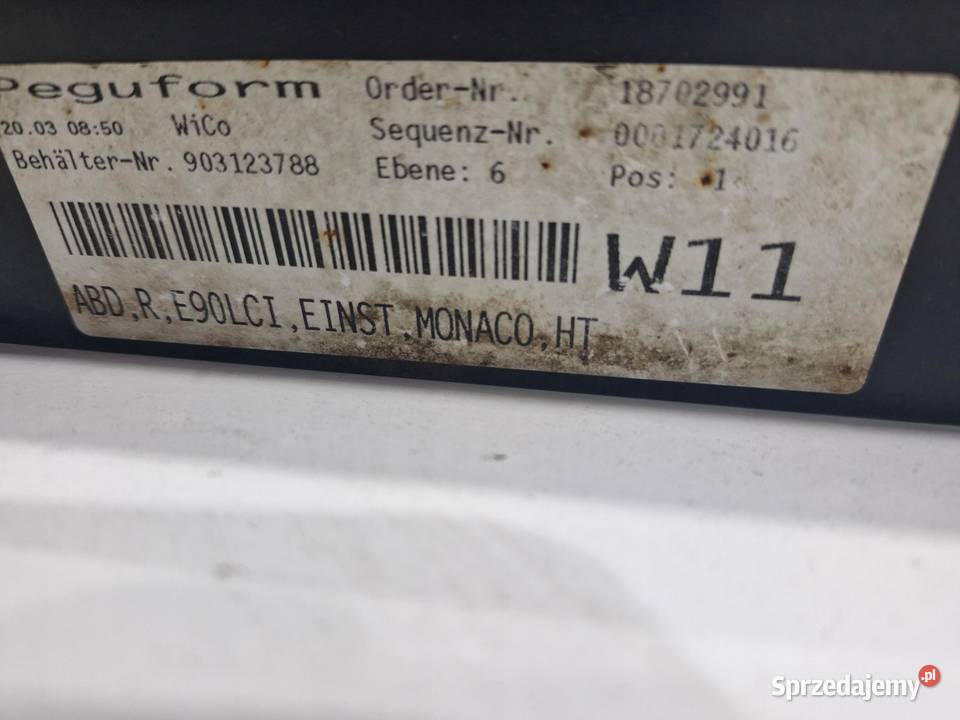 Peguform Order-Nr. 18702991
20.03 08:50 WiCo Sequenz-Nr. 0001724016
Behälter-Nr. 903123788 Ebene: 6 Pos: 1
W11
ABD,R,E90LCI,EINST,MONACO,HT
Sprzedajemy.pl